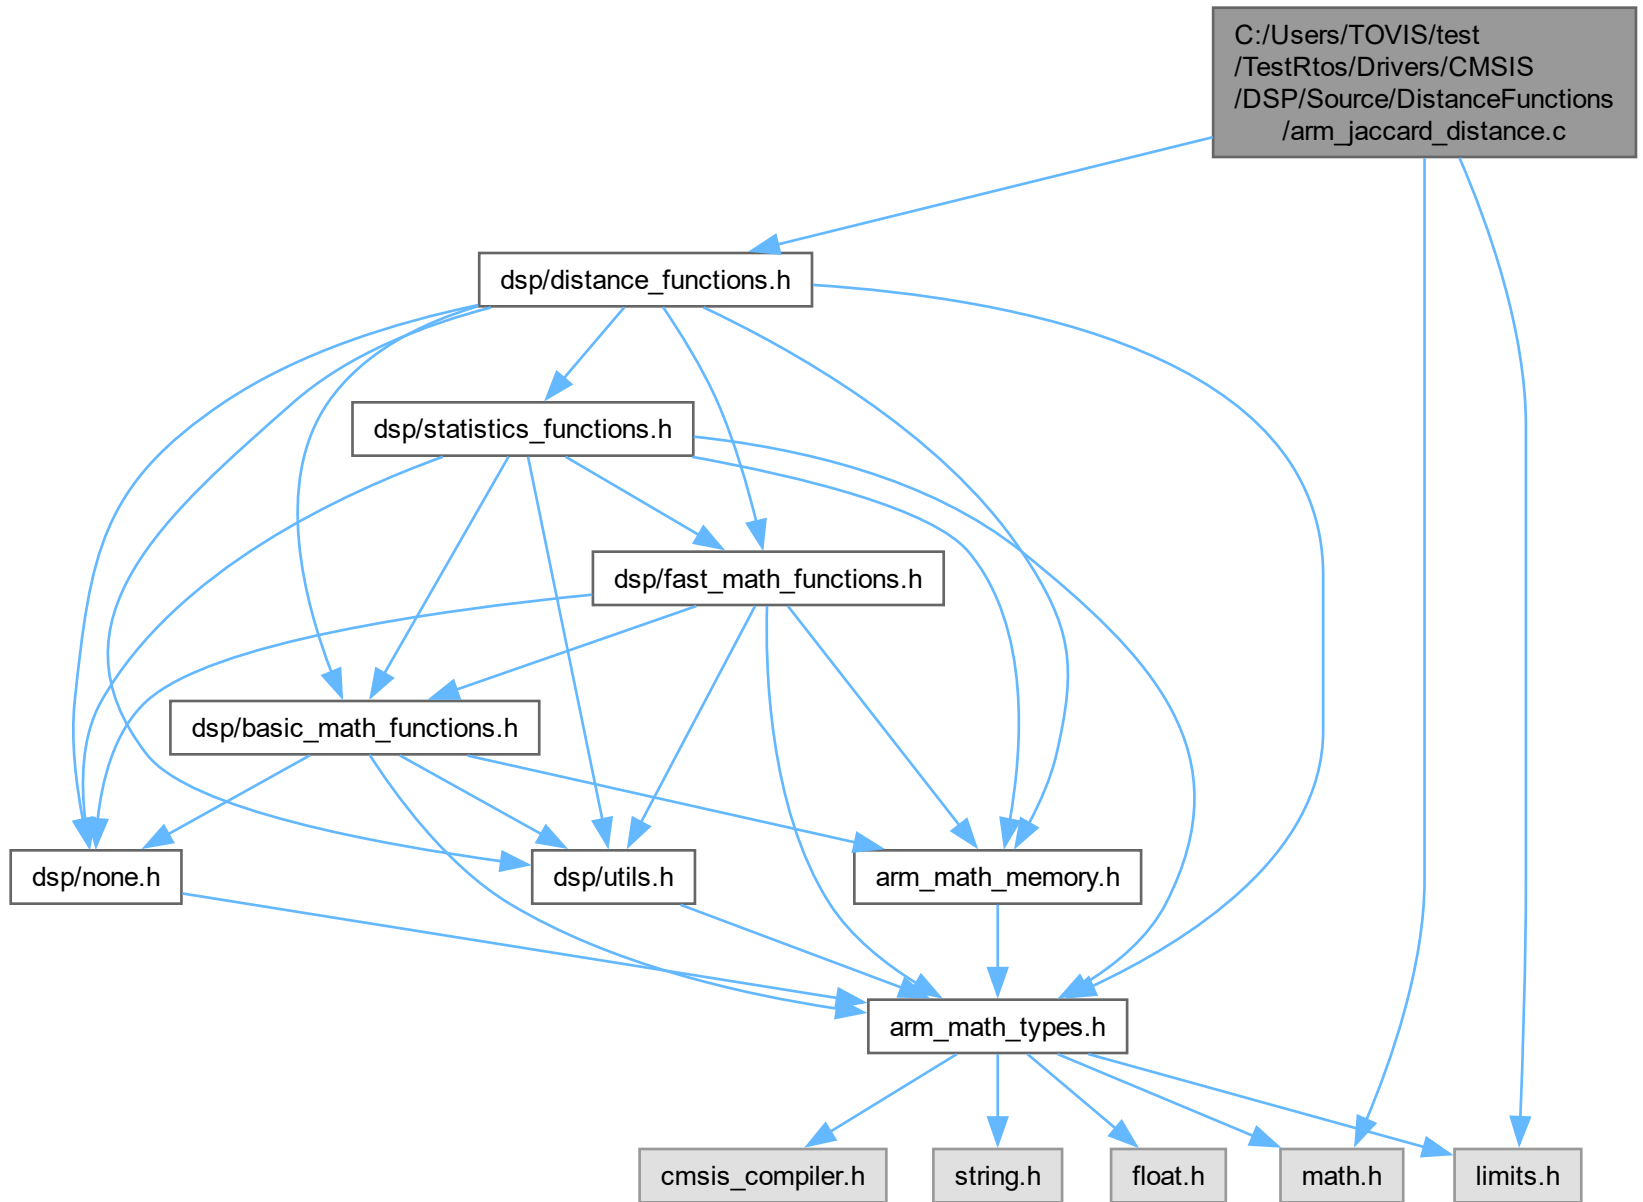 C:/Users/TOVIS/test
/TestRtos/Drivers/CMSIS
/DSP/Source/DistanceFunctions
/arm_jaccard_distance.c
dsp/distance_functions.h
dsp/statistics_functions.h
dsp/fast_math_functions.h
dsp/basic_math_functions.h
dsp/none.h
dsp/utils.h
arm_math_memory.h
arm_math_types.h
cmsis_compiler.h
string.h
float.h
math.h
limits.h